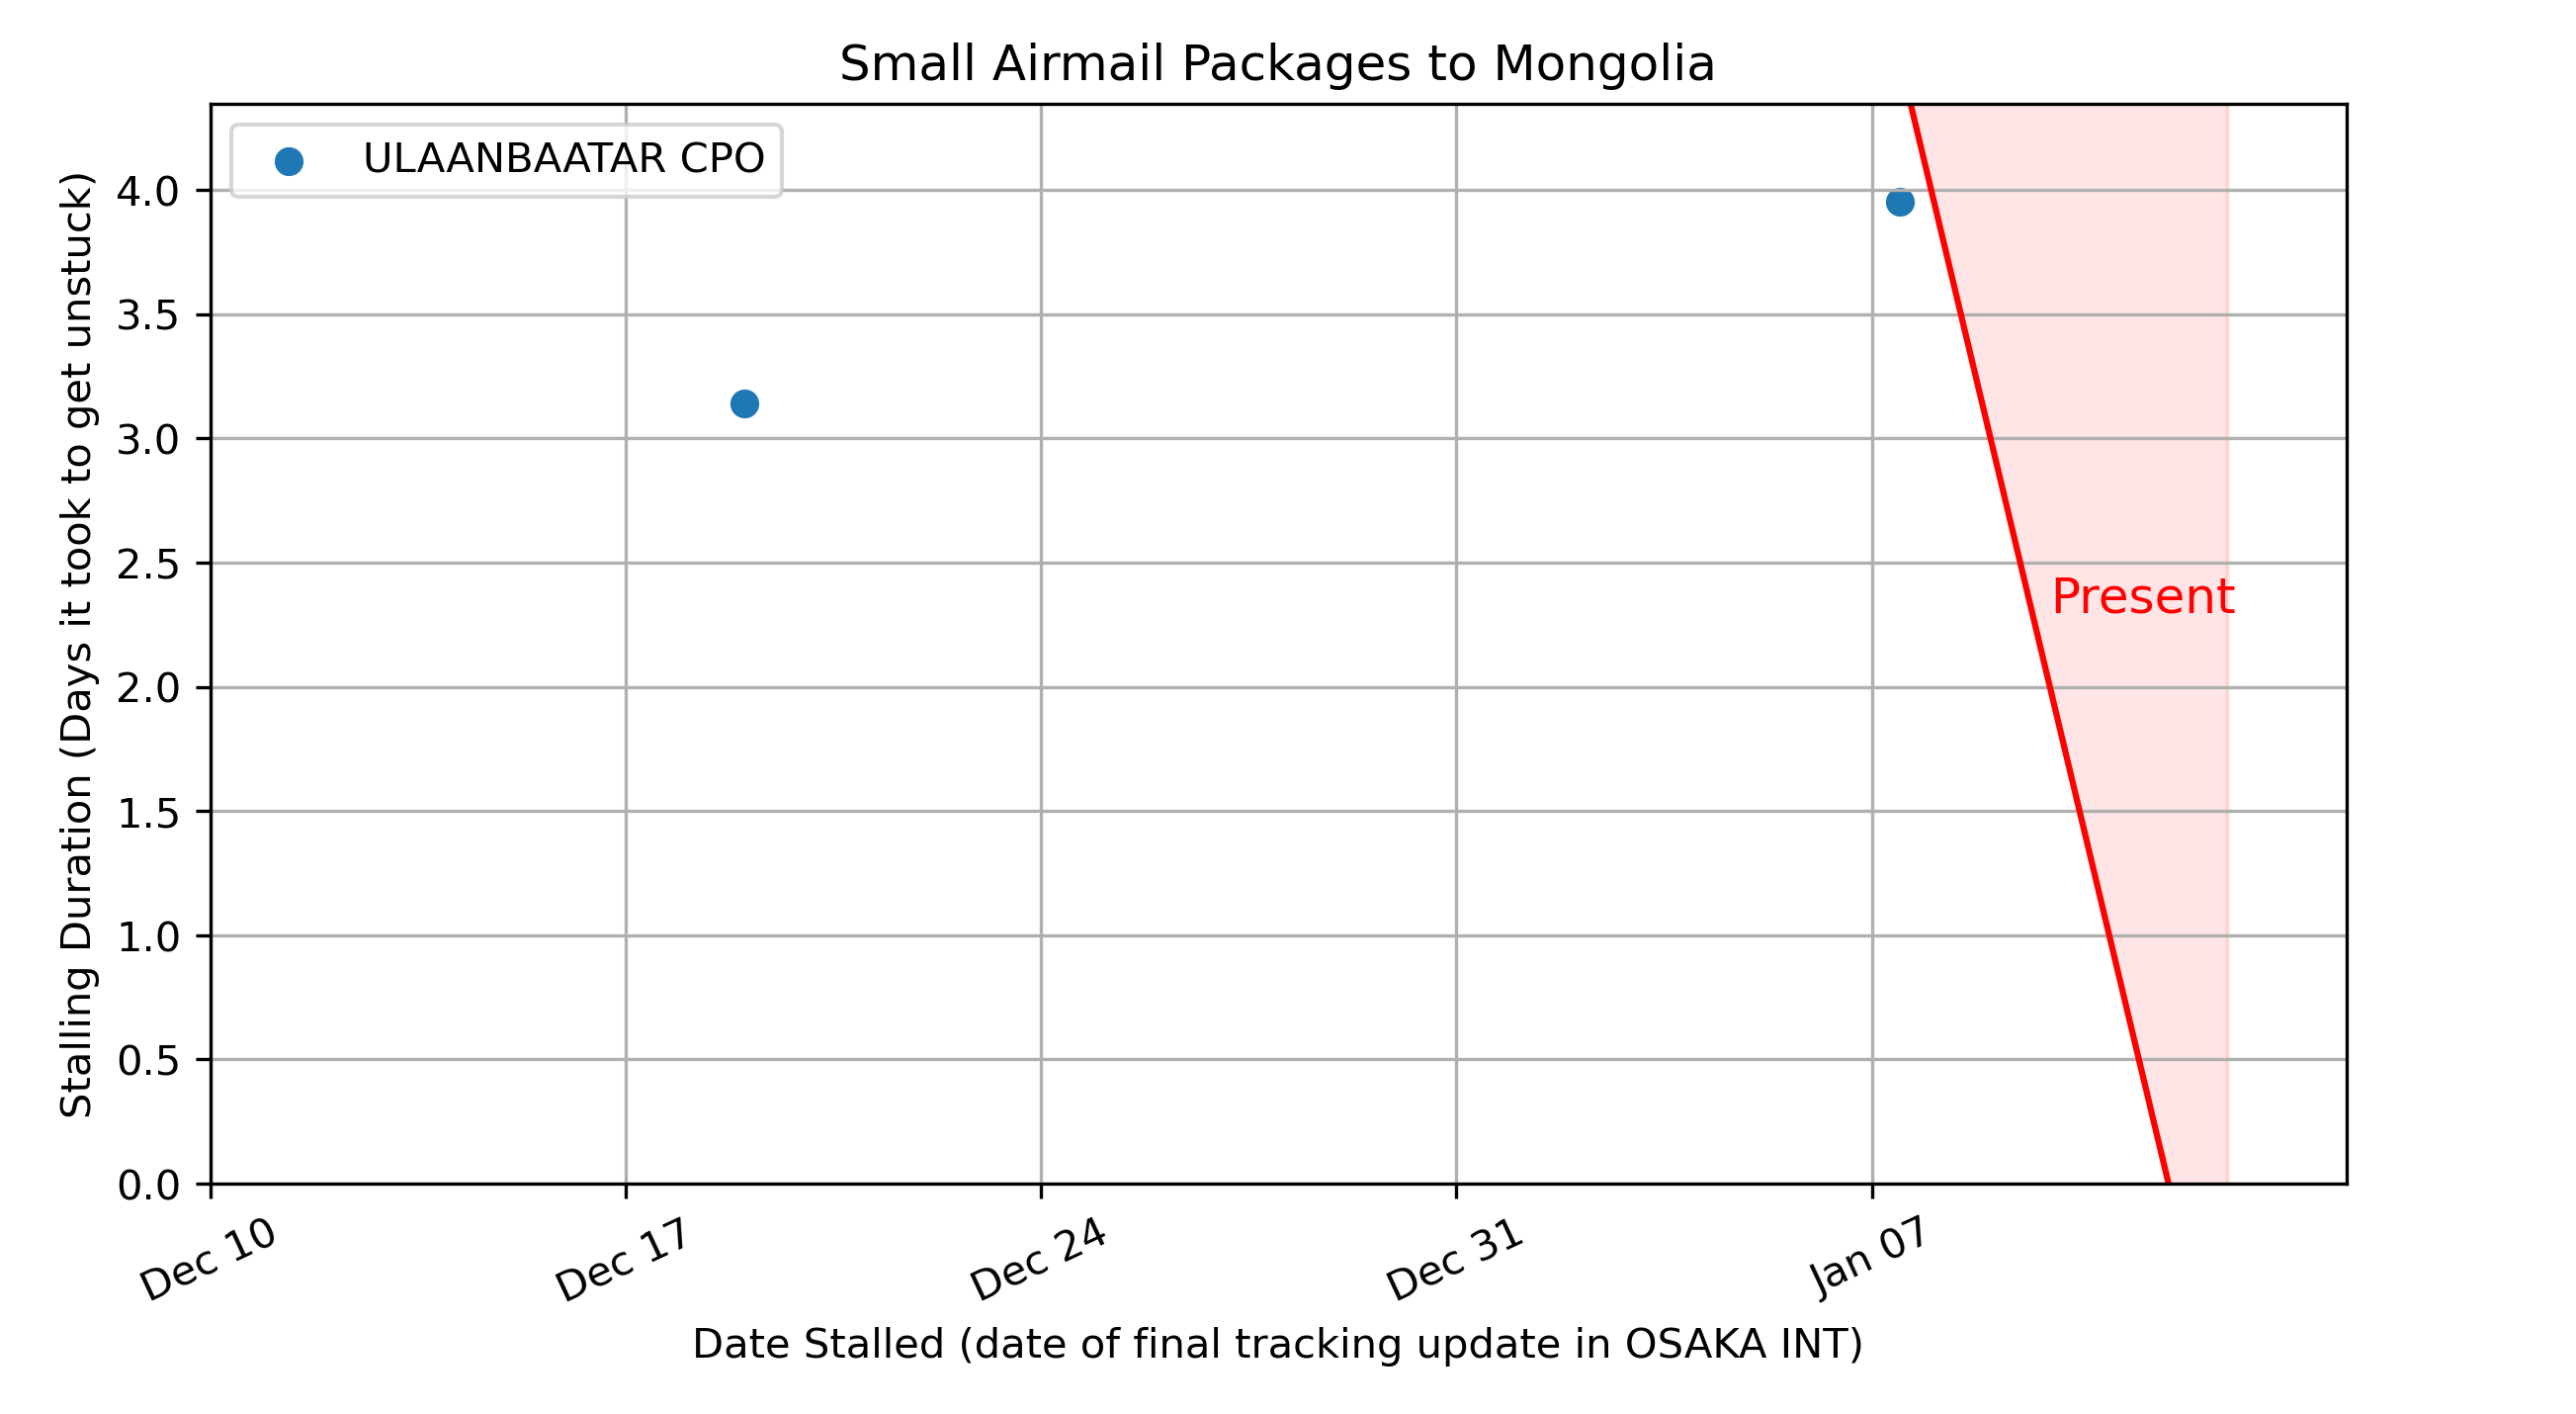 Small Airmail Packages to Mongolia
ULAANBAATAR CPO
Stalling Duration (Days it took to get unstuck)
4.0
3.5
3.0
2.5
2.0
1.5
1.0
0.5
0.0
Present
Dec 10
Dec 17
Dec 24
Dec 31
Jan 07
Date Stalled (date of final tracking update in OSAKA INT)